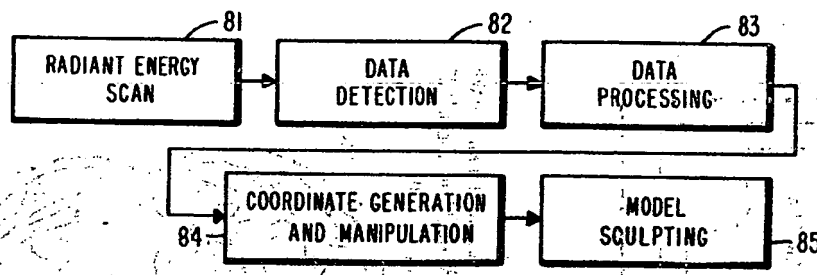 81
RADIANT ENERGY
SCAN
82
DATA
DETECTION
83
DATA
PROCESSING
84
COORDINATE GENERATION
AND MANIPULATION
MODEL
SCULPTING
85